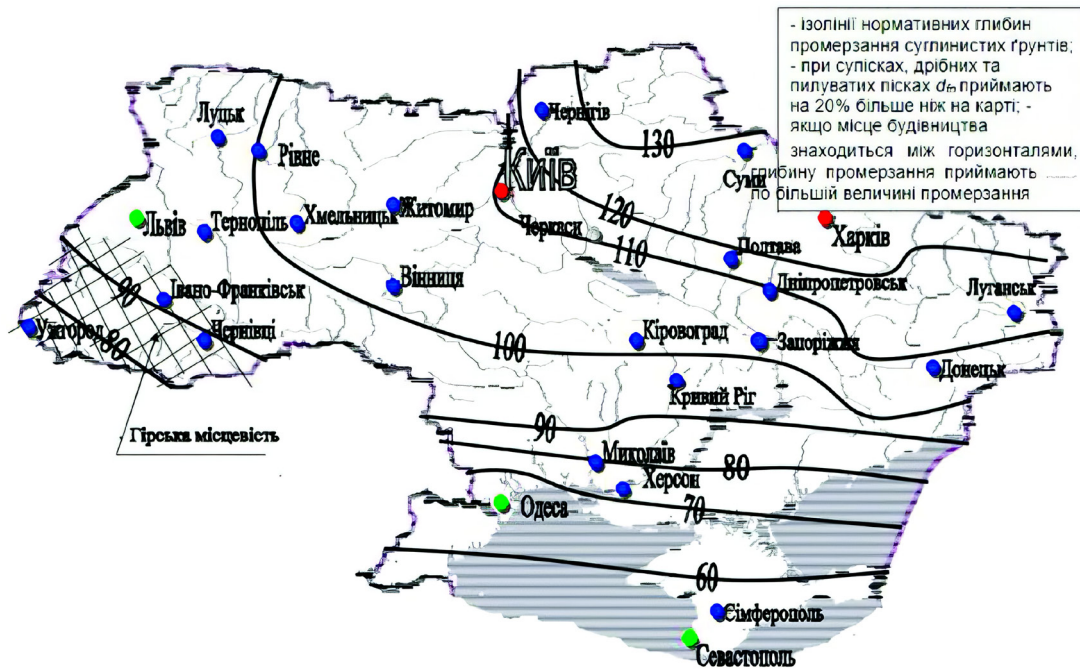 - ізолінії нормативних глибин
промерзання суглинистих ґрунтів;
- при супісках, дрібних та
пилуватих пісках dfn приймають
на 20% більше ніж на карті; -
якщо місце будівництва
знаходиться між горизонталями,
глибину промерзання приймають
по більшій величині промерзання
Чернігів
Луцьк
130
Рівне
Київ
Суми
Житомир
Хмельницьк
Тернопіль
Львів
120
Черкаси
110
Харків
Полтава
Вінниця
Дніпропетровськ
Луганськ
90
Івано-Франківськ
Ужгород
80
Чернівці
Кіровоград
Запоріжжя
100
Донецьк
Кривий Ріг
90
Гірська місцевість
Миколаїв
80
Херсон
Одеса
70
60
Сімферополь
Севастополь